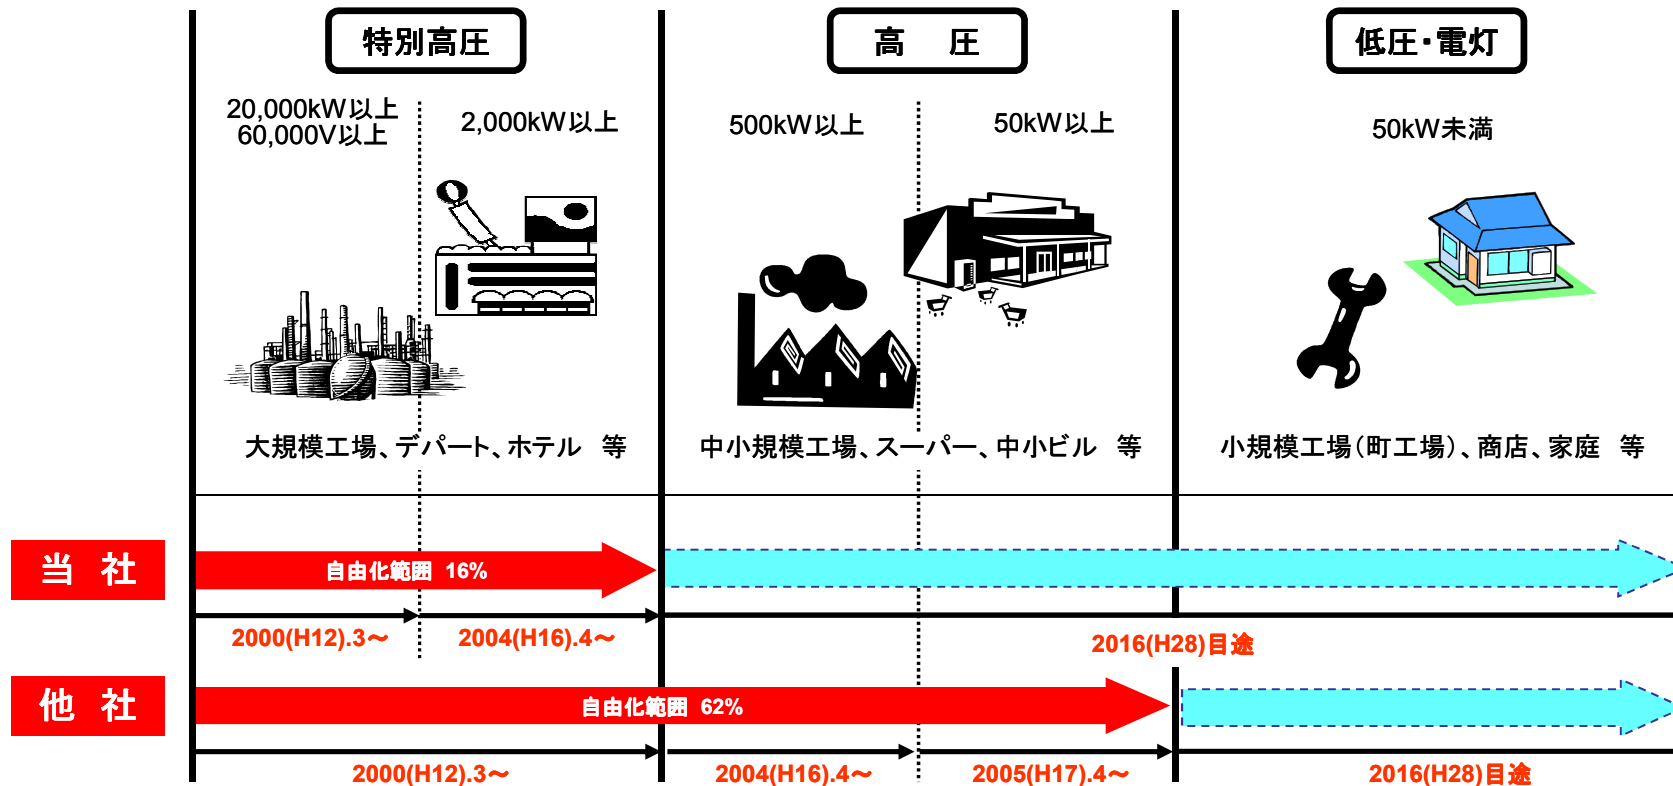 特別高圧
高 圧
低圧・電灯
20,000kW以上
60,000V以上
2,000kW以上
500kW以上
50kW以上
50kW未満
大規模工場、デパート、ホテル 等
中小規模工場、スーパー、中小ビル 等
小規模工場(町工場)、商店、家庭 等
当 社
自由化範囲 16%
2000(H12).3～
2004(H16).4～
2016(H28)目途
他 社
自由化範囲 62%
2000(H12).3～
2004(H16).4～
2005(H17).4～
2016(H28)目途